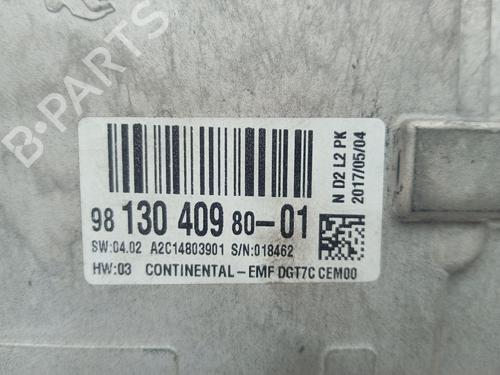 B-PARTS
98 130 409 80-01
SW:04.02 A2C14803901 S/N:018462
HW:03 CONTINENTAL-EMF DGT7C CEM00
N D2 L2 PK
2017/05/04